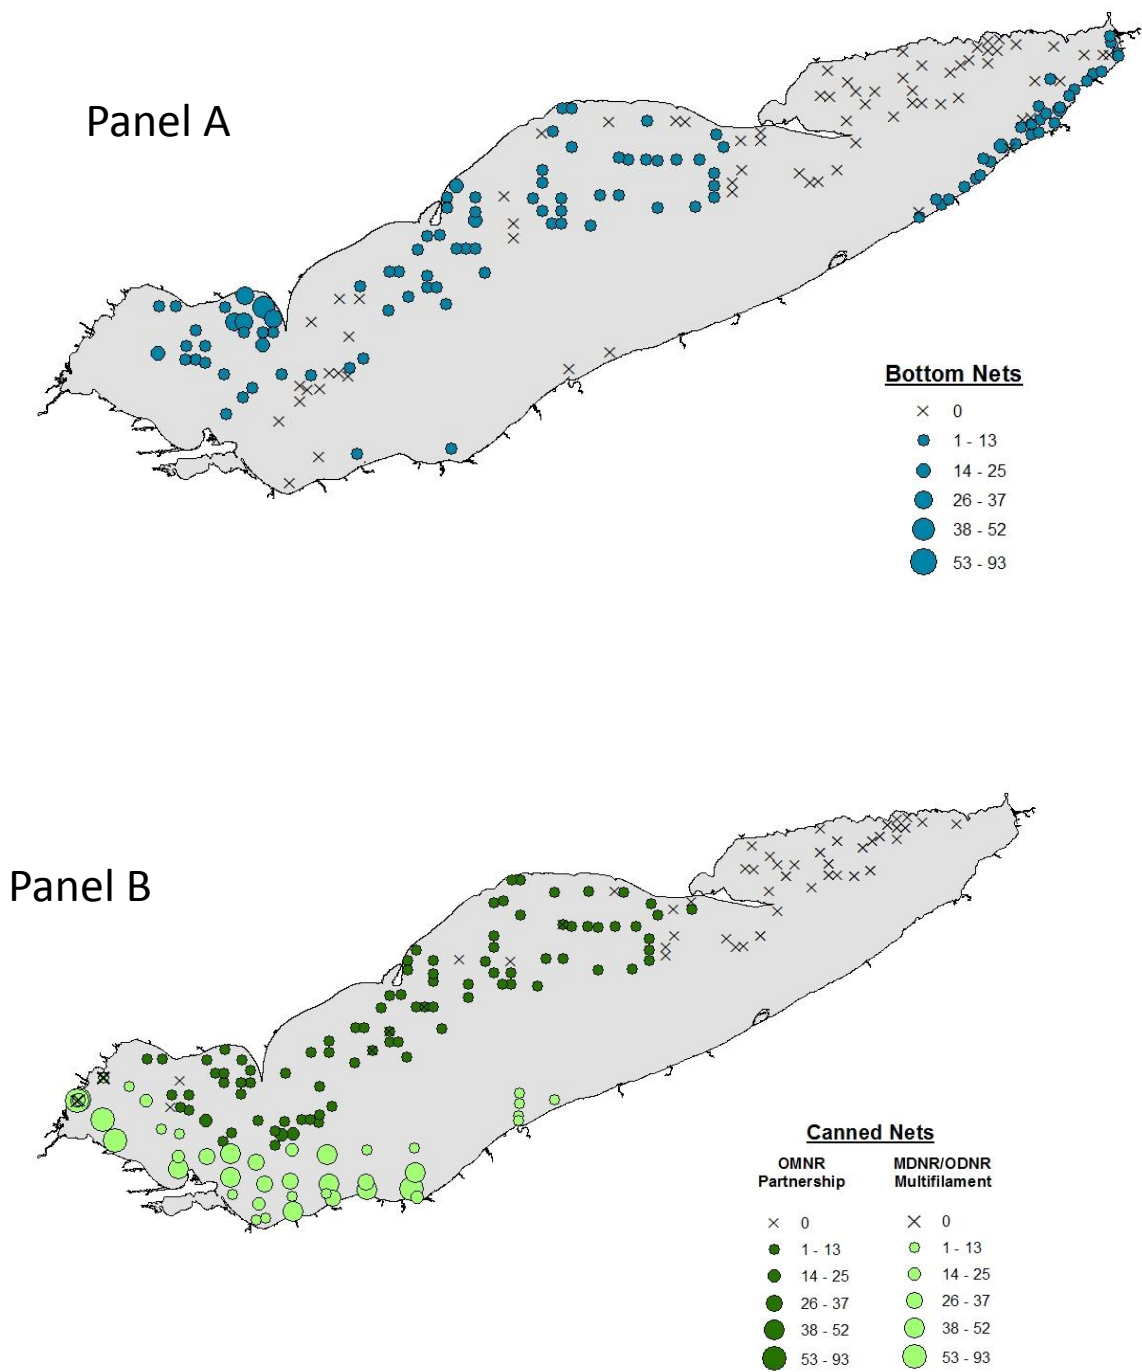 Panel A
Bottom Nets
0
1 - 13
14 - 25
26 - 37
38 - 52
53 - 93
Panel B
Canned Nets
OMNR Partnership
MDNR/ODNR Multifilament
0 0
1 - 13 1 - 13
14 - 25 14 - 25
26 - 37 26 - 37
38 - 52 38 - 52
53 - 93 53 - 93